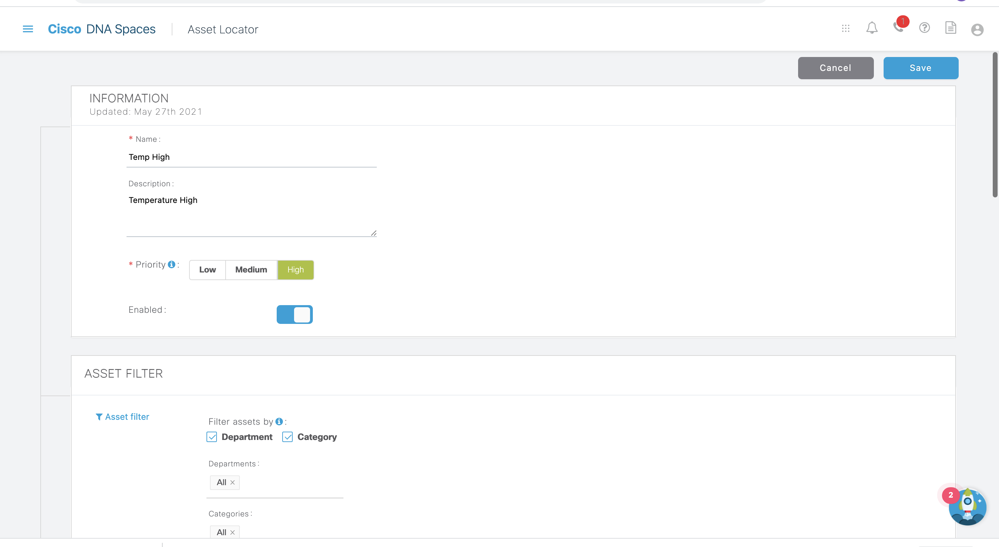 Cisco DNA Spaces Asset Locator
1
Cancel Save
INFORMATION
Updated: May 27th 2021
* Name :
Temp High
Description :
Temperature High
* Priority : Low Medium High
Enabled :
ASSET FILTER
Asset filter
Filter assets by :
Department Category
Departments :
All ×
2
Categories :
All ×